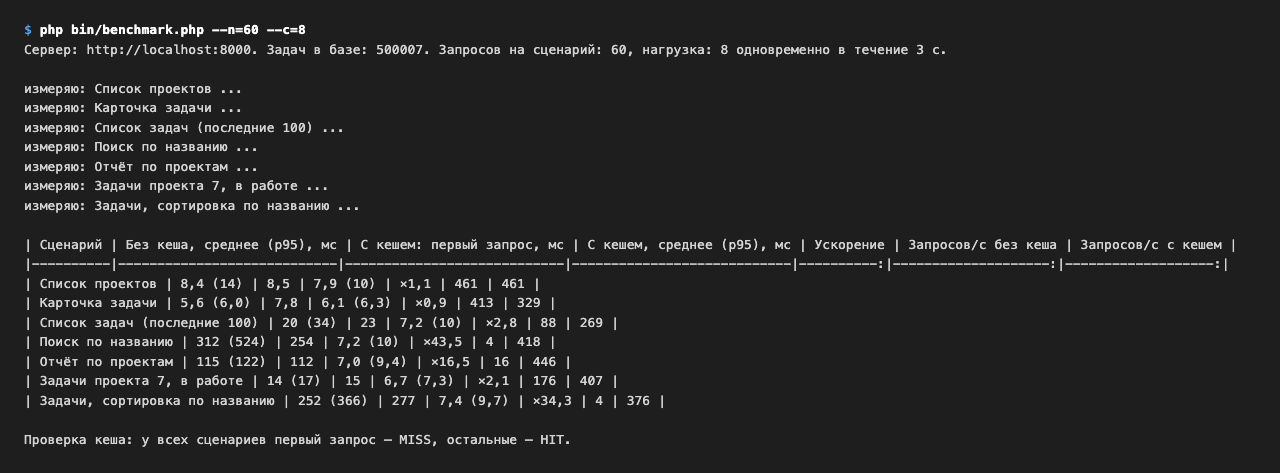 $ php bin/benchmark.php --n=60 --c=8
Сервер: http://localhost:8000. Задач в базе: 500007. Запросов на сценарий: 60, нагрузка: 8 одновременно в течение 3 с.
измеряю: Список проектов ...
измеряю: Карточка задачи ...
измеряю: Список задач (последние 100) ...
измеряю: Поиск по названию ...
измеряю: Отчёт по проектам ...
измеряю: Задачи проекта 7, в работе ...
измеряю: Задачи, сортировка по названию ...
| Сценарий | Без кеша, среднее (p95), мс | С кешем: первый запрос, мс | С кешем, среднее (p95), мс | Ускорение | Запросов/с без кеша | Запросов/с с кешем |
|----------|----------------------------|----------------------------|----------------------------|----------:|--------------------:|-------------------:|
| Список проектов | 8,4 (14) | 8,5 | 7,9 (10) | ×1,1 | 461 | 461 |
| Карточка задачи | 5,6 (6,0) | 7,8 | 6,1 (6,3) | ×0,9 | 413 | 329 |
| Список задач (последние 100) | 20 (34) | 23 | 7,2 (10) | ×2,8 | 88 | 269 |
| Поиск по названию | 312 (524) | 254 | 7,2 (10) | ×43,5 | 4 | 418 |
| Отчёт по проектам | 115 (122) | 112 | 7,0 (9,4) | ×16,5 | 16 | 446 |
| Задачи проекта 7, в работе | 14 (17) | 15 | 6,7 (7,3) | ×2,1 | 176 | 407 |
| Задачи, сортировка по названию | 252 (366) | 277 | 7,4 (9,7) | ×34,3 | 4 | 376 |
Проверка кеша: у всех сценариев первый запрос — MISS, остальные — HIT.